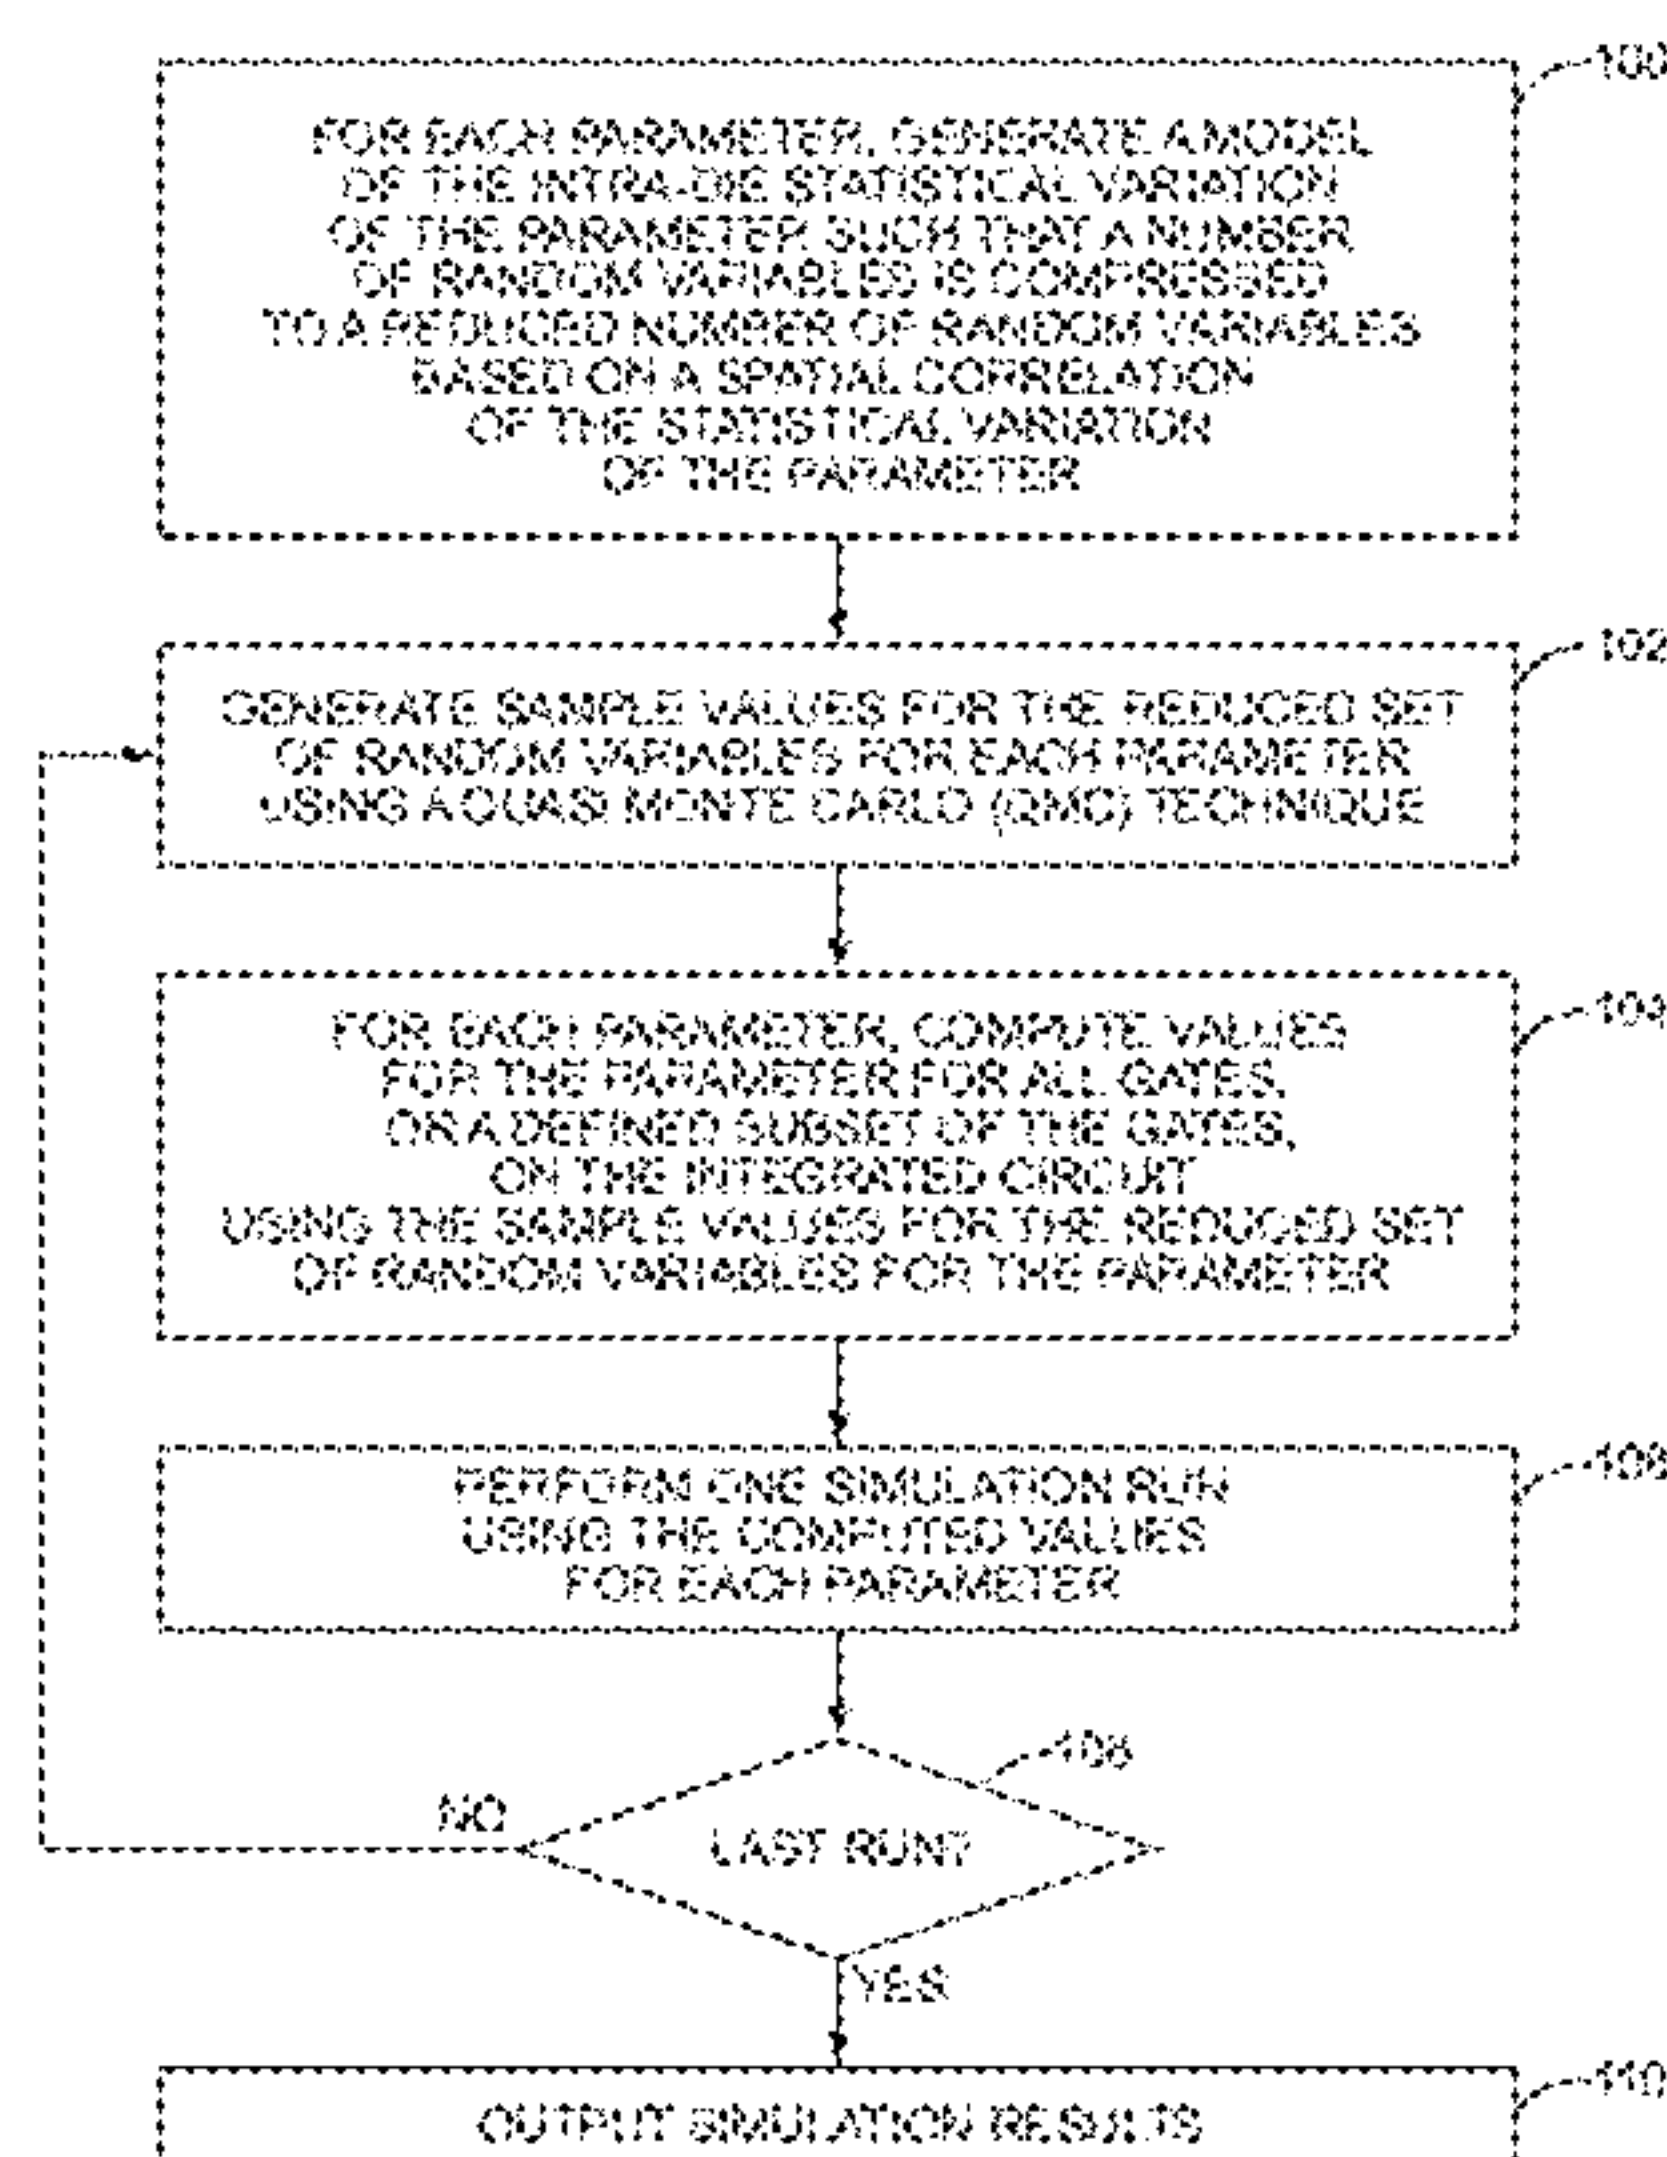 100
FOR EACH PARAMETER, GENERATE A MODEL
OF THE INTRA-DIE STATISTICAL VARIATION
OF THE PARAMETER SUCH THAT A NUMBER
OF RANDOM VARIABLES IS COMPRESSED
TO A REDUCED NUMBER OF RANDOM VARIABLES
BASED ON A SPATIAL CORRELATION
OF THE STATISTICAL VARIATION
OF THE PARAMETER
102
GENERATE SAMPLE VALUES FOR THE REDUCED SET
OF RANDOM VARIABLES FOR EACH PARAMETER
USING A QUASI MONTE CARLO (QMC) TECHNIQUE
104
FOR EACH PARAMETER, COMPUTE VALUES
FOR THE PARAMETER FOR ALL GATES,
OR A DEFINED SUBSET OF THE GATES,
ON THE INTEGRATED CIRCUIT
USING THE SAMPLE VALUES FOR THE REDUCED SET
OF RANDOM VARIABLES FOR THE PARAMETER
106
PERFORM ONE SIMULATION RUN
USING THE COMPUTED VALUES
FOR EACH PARAMETER
108
NO
LAST RUN?
YES
110
OUTPUT SIMULATION RESULTS